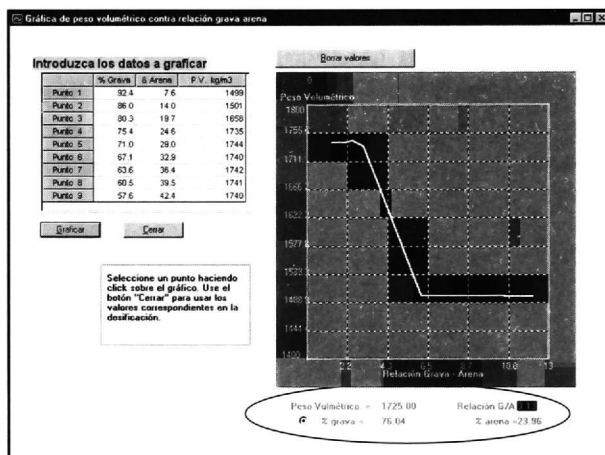 Gráfica de peso volumétrico contra relación grava arena
Introduzca los datos a graficar
% Grava & Arena P.V. kg/m3
Punto 1 92.4 7.6 1499
Punto 2 86.0 14.0 1501
Punto 3 80.3 19.7 1658
Punto 4 75.4 24.6 1735
Punto 5 71.0 29.0 1744
Punto 6 67.1 32.9 1740
Punto 7 63.6 36.4 1742
Punto 8 60.5 39.5 1741
Punto 9 57.6 42.4 1740
Graficar
Cerrar
Seleccione un punto haciendo
click sobre el gráfico. Use el
botón "Cerrar" para usar los
valores correspondientes en la
dosificación.
Borrar valores
0
Peso Volumétrico
1800
1755
1711
1666
1622
1577
1533
1488
1444
1400
2.2 4.3 6.5 8.7 10.8 13
Relación Grava - Arena
Peso Vulmétrico = 1725.00 Relación G/A
% grava = 76.04 % arena =23.96